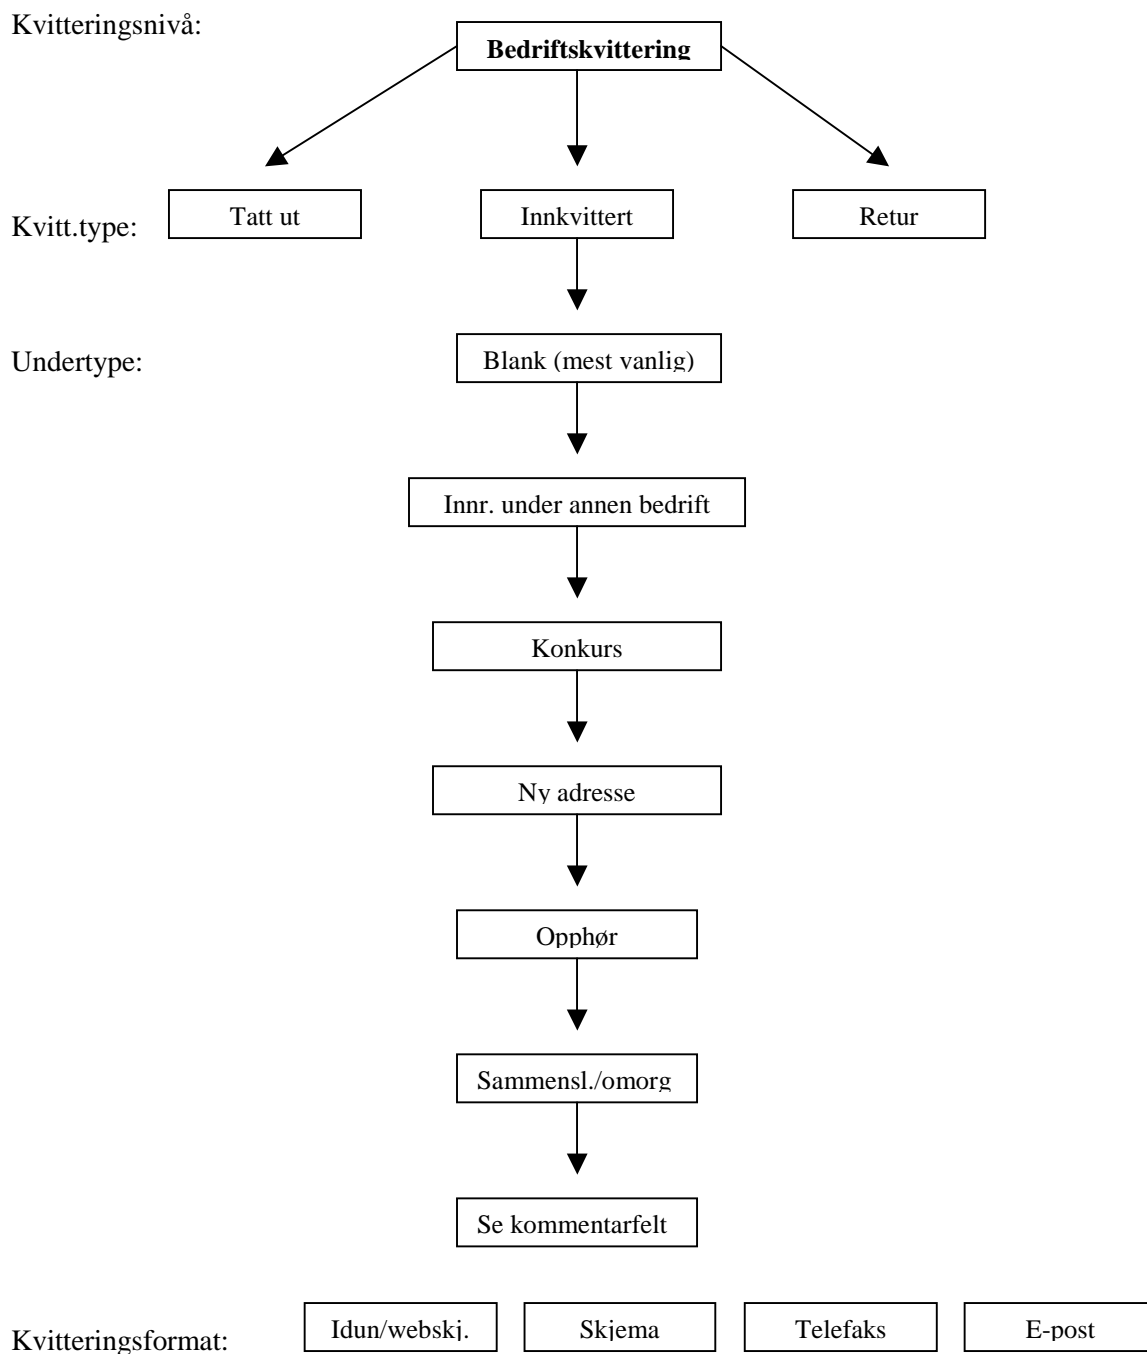 Kvitteringsnivå:
Bedriftskvittering
Kvitt.type:
Tatt ut
Innkvittert
Retur
Undertype:
Blank (mest vanlig)
Innr. under annen bedrift
Konkurs
Ny adresse
Opphør
Sammensl./omorg
Se kommentarfelt
Kvitteringsformat:
Idun/webskj.
Skjema
Telefaks
E-post